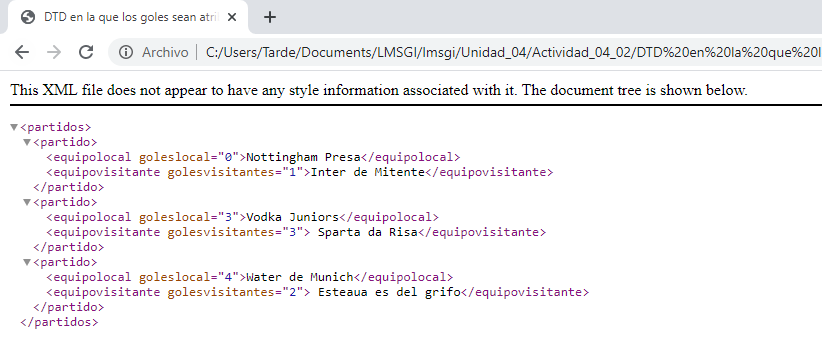 DTD en la que los goles sean atri
Archivo C:/Users/Tarde/Documents/LMSGI/lmsgi/Unidad_04/Actividad_04_02/DTD%20en%20la%20que%20l
This XML file does not appear to have any style information associated with it. The document tree is shown below.
<partidos>
<partido>
<equipolocal goleslocal="0">Nottingham Presa</equipolocal>
<equipovisitante golesvisitantes="1">Inter de Mitente</equipovisitante>
</partido>
<partido>
<equipolocal goleslocal="3">Vodka Juniors</equipolocal>
<equipovisitante golesvisitantes="3"> Sparta da Risa</equipovisitante>
</partido>
<partido>
<equipolocal goleslocal="4">Water de Munich</equipolocal>
<equipovisitante golesvisitantes="2"> Esteaua es del grifo</equipovisitante>
</partido>
</partidos>